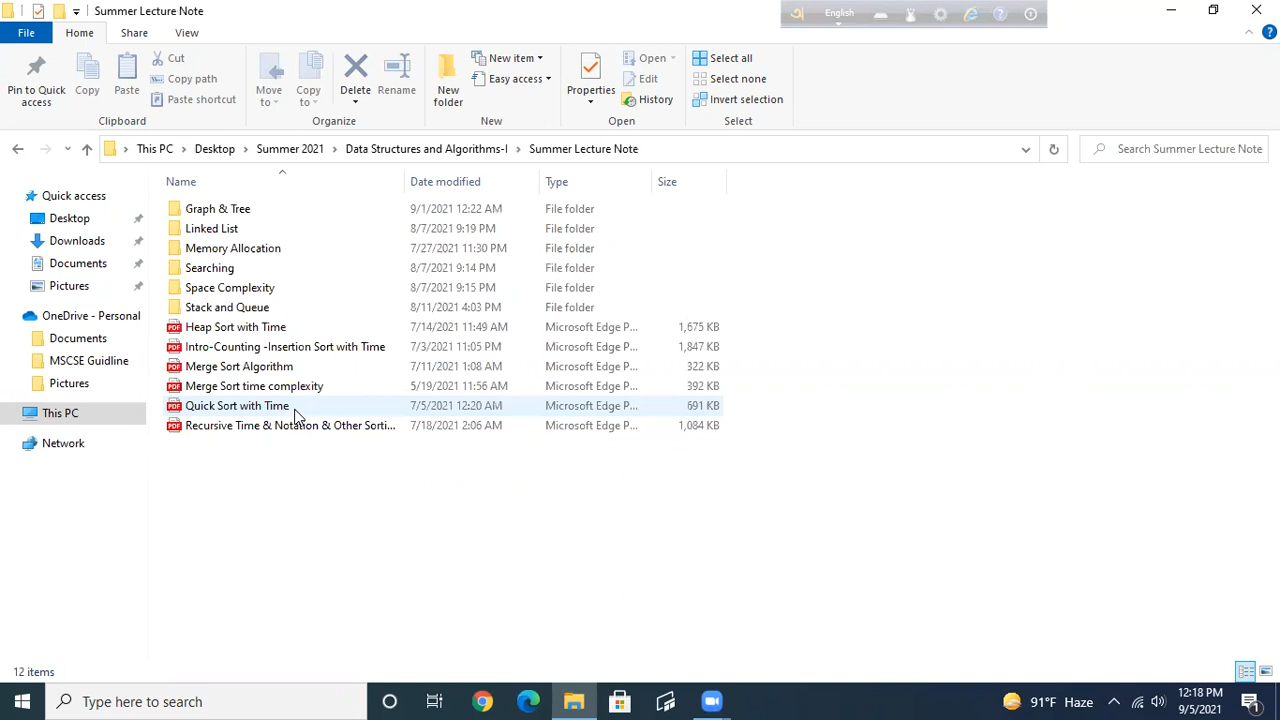 Summer Lecture Note
অ English
File Home Share View
Pin to Quick access
Copy
Paste
Cut
Copy path
Paste shortcut
Clipboard
Move to
Copy to
Delete
Rename
Organize
New folder
New item
Easy access
New
Properties
Open
Edit
History
Open
Select all
Select none
Invert selection
Select
This PC Desktop Summer 2021 Data Structures and Algorithms-I Summer Lecture Note
Search Summer Lecture Note
Quick access
Desktop
Downloads
Documents
Pictures
OneDrive - Personal
Documents
MSCSE Guidline
Pictures
This PC
Network
Name Date modified Type Size
Graph & Tree 9/1/2021 12:22 AM File folder
Linked List 8/7/2021 9:19 PM File folder
Memory Allocation 7/27/2021 11:30 PM File folder
Searching 8/7/2021 9:14 PM File folder
Space Complexity 8/7/2021 9:15 PM File folder
Stack and Queue 8/11/2021 4:03 PM File folder
PDF Heap Sort with Time 7/14/2021 11:49 AM Microsoft Edge P... 1,675 KB
PDF Intro-Counting -Insertion Sort with Time 7/3/2021 11:05 PM Microsoft Edge P... 1,847 KB
PDF Merge Sort Algorithm 7/11/2021 1:08 AM Microsoft Edge P... 322 KB
PDF Merge Sort time complexity 5/19/2021 11:56 AM Microsoft Edge P... 392 KB
PDF Quick Sort with Time 7/5/2021 12:20 AM Microsoft Edge P... 691 KB
PDF Recursive Time & Notation & Other Sorti... 7/18/2021 2:06 AM Microsoft Edge P... 1,084 KB
12 items
Type here to search
91°F Haze
12:18 PM
9/5/2021
1